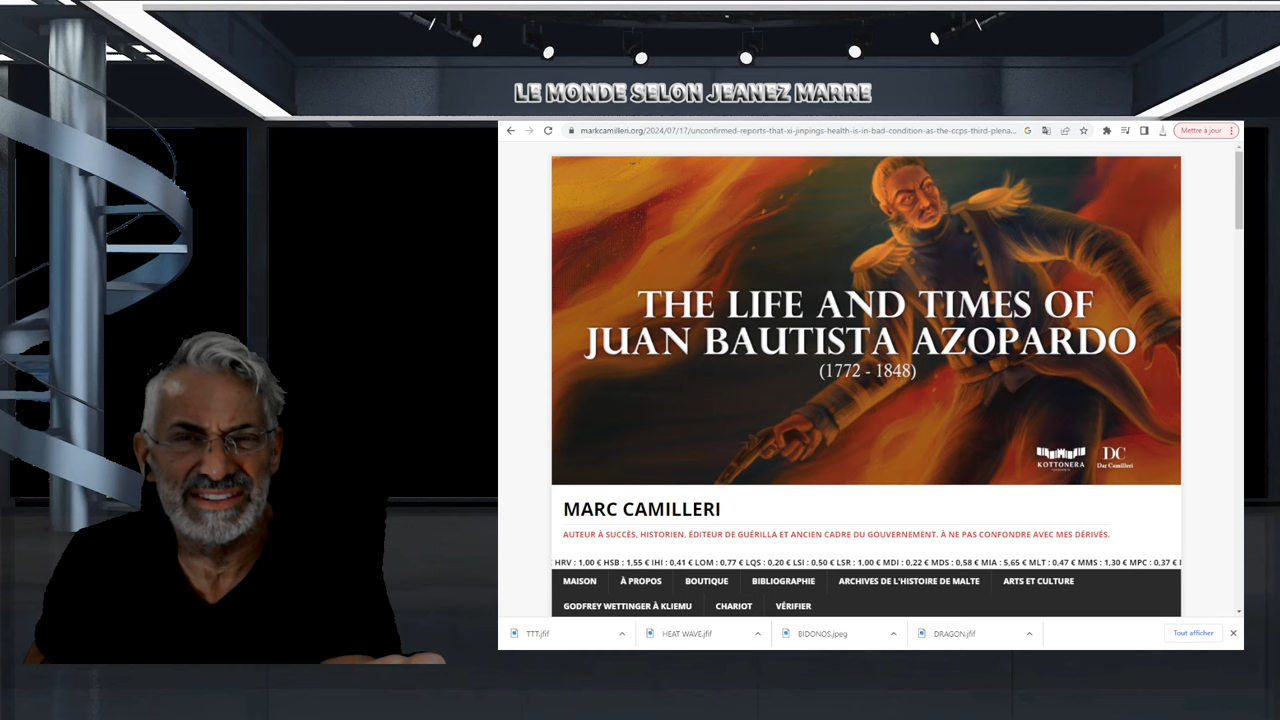 LE MONDE SELON JEANEZ MARRE
markcamilleri.org/2024/07/17/unconfirmed-reports-that-xi-jinpings-health-is-in-bad-condition-as-the-ccps-third-plena...
Mettre à jour
THE LIFE AND TIMES OF
JUAN BAUTISTA AZOPARDO
(1772 - 1848)
KOTTONERA
DC
Dar Camilleri
MARC CAMILLERI
AUTEUR À SUCCÈS, HISTORIEN, ÉDITEUR DE GUÉRILLA ET ANCIEN CADRE DU GOUVERNEMENT. À NE PAS CONFONDRE AVEC MES DÉRIVÉS.
HRV : 1,00 € HSB : 1,55 € IHI : 0,41 € LOM : 0,77 € LQS : 0,20 € LSI : 0,50 € LSR : 1,00 € MDI : 0,22 € MDS : 0,58 € MIA : 5,65 € MLT : 0,47 € MMS : 1,30 € MPC : 0,37 €
MAISON À PROPOS BOUTIQUE BIBLIOGRAPHIE ARCHIVES DE L'HISTOIRE DE MALTE ARTS ET CULTURE
GODFREY WETTINGER À KLIEMU CHARIOT VÉRIFIER
TTT.jfif HEAT WAVE.jfif BIDONOS.jpeg DRAGON.jfif Tout afficher